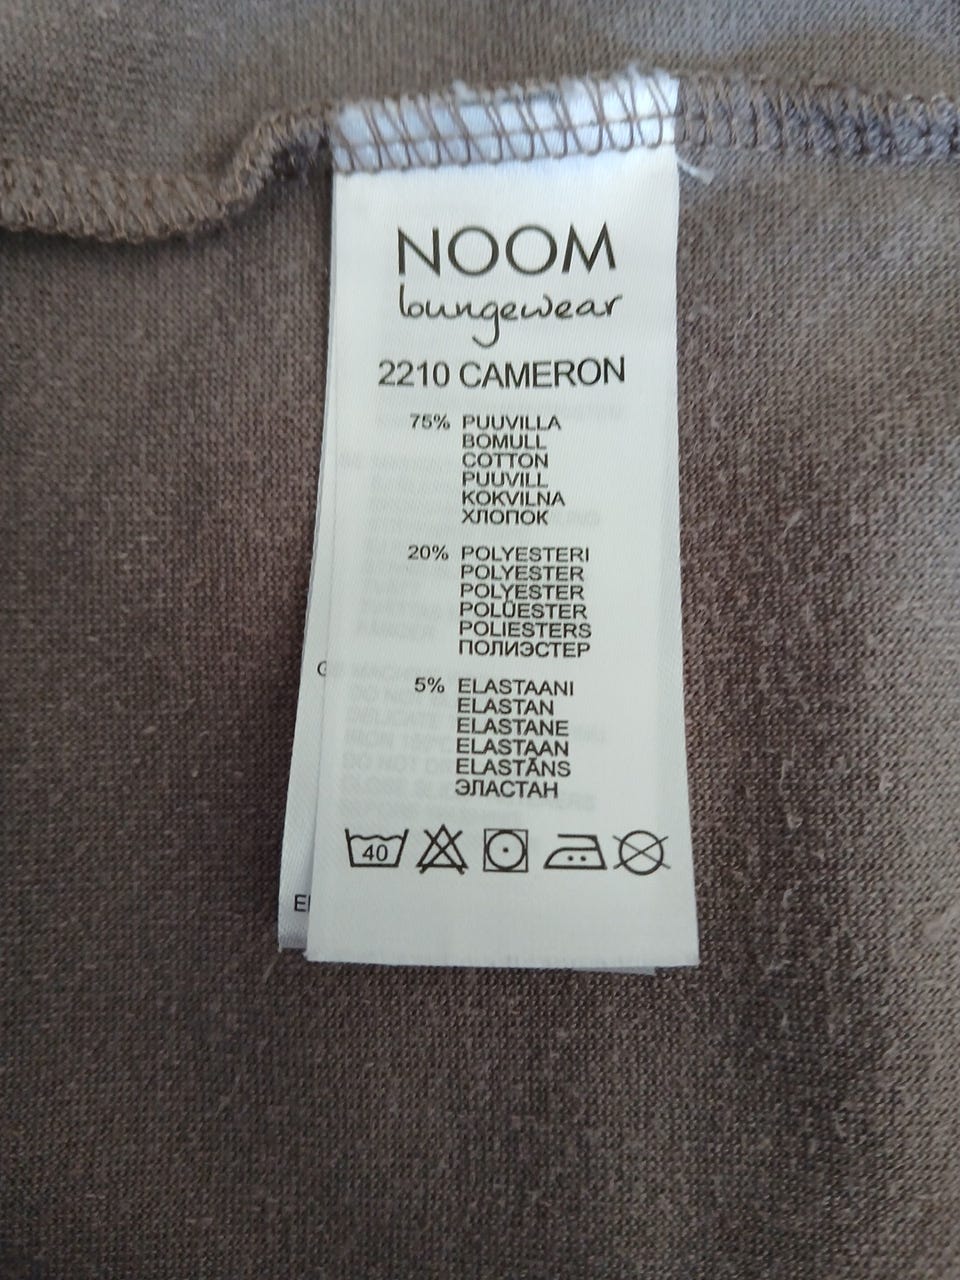 NOOM
loungewear
2210 CAMERON
75% PUUVILLA
BOMULL
COTTON
PUUVILL
KOKVILNA
ХЛОПОК
20% POLYESTERI
POLYESTER
POLYESTER
POLÜESTER
POLIESTERS
ПОЛИЭСТЕР
5% ELASTAANI
ELASTAN
ELASTANE
ELASTAAN
ELASTĀNS
ЭЛАСТАН
40